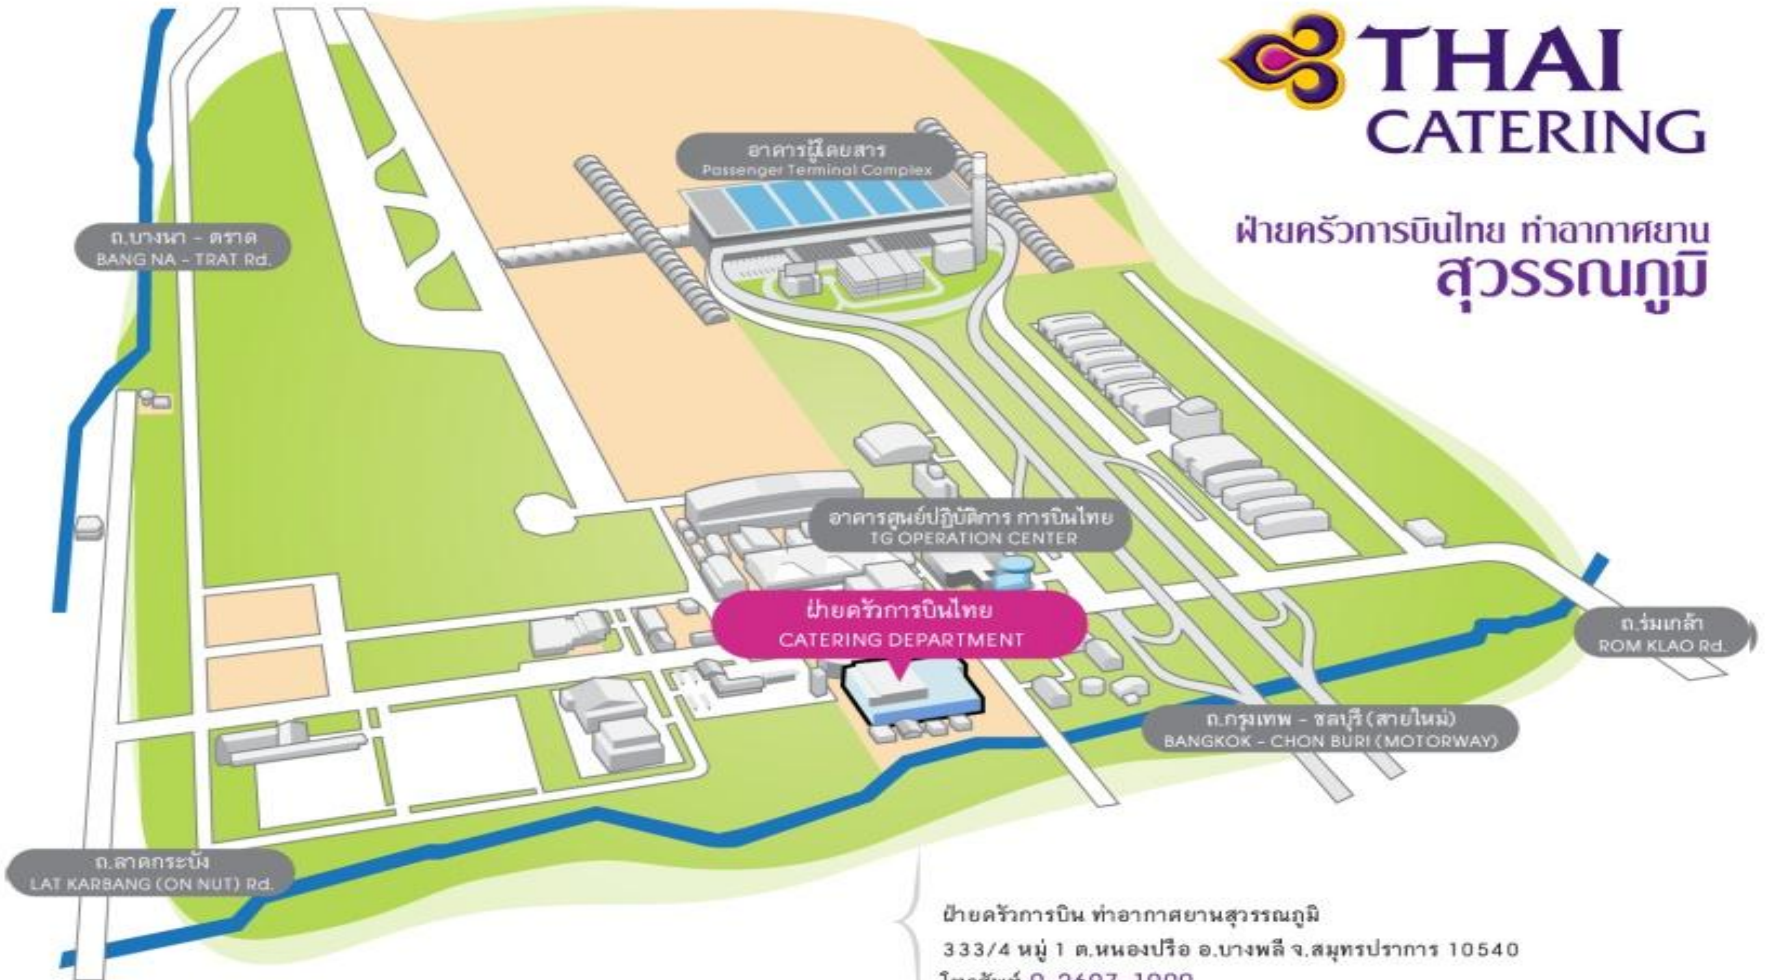 THAI
CATERING
ฝ่ายครัวการบินไทย ท่าอากาศยาน
สุวรรณภูมิ
อาคารผู้โดยสาร
Passenger Terminal Complex
ถ.บางนา - ตราด
BANG NA - TRAT Rd.
อาคารศูนย์ปฏิบัติการ การบินไทย
TG OPERATION CENTER
ฝ่ายครัวการบินไทย
CATERING DEPARTMENT
ถ.ร่มเกล้า
ROM KLAO Rd.
ถ.กรุงเทพ - ชลบุรี (สายใหม่)
BANGKOK - CHON BURI (MOTORWAY)
ถ.ลาดกระบัง
LAT KARBANG (ON NUT) Rd.
ฝ่ายครัวการบิน ท่าอากาศยานสุวรรณภูมิ
333/4 หมู่ 1 ต.หนองปรือ อ.บางพลี จ.สมุทรปราการ 10540